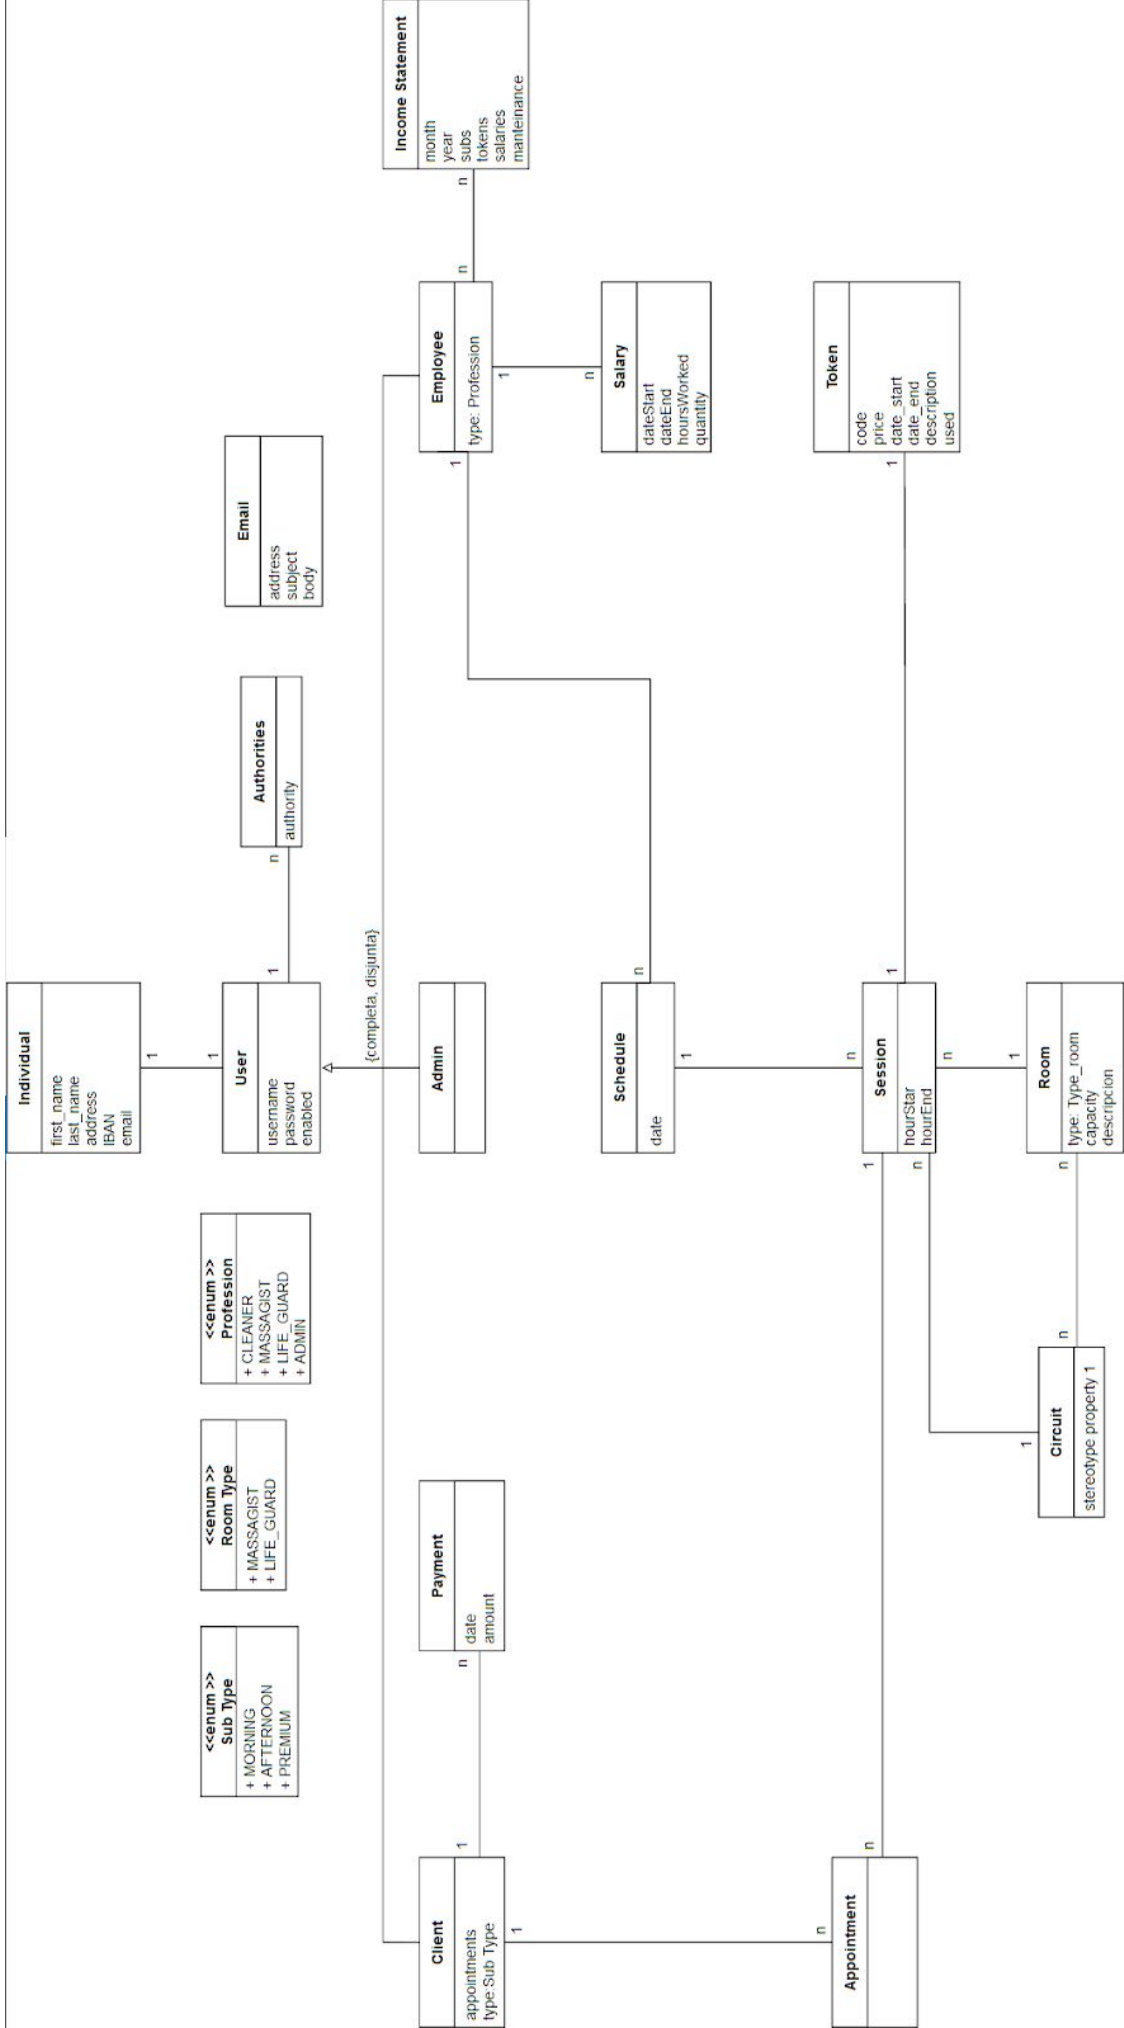 Individual
first_name
last_name
address
IBAN
email
1
1
User
username
password
enabled
1
n
Authorities
authority
Email
address
subject
body
<<enum >>
Sub Type
+ MORNING
+ AFTERNOON
+ PREMIUM
<<enum >>
Room Type
+ MASSAGIST
+ LIFE_GUARD
<<enum >>
Profession
+ CLEANER
+ MASSAGIST
+ LIFE_GUARD
+ ADMIN
{completa, disjunta}
Client
appointments
type:Sub Type
1
n
Payment
date
amount
Admin
Employee
type: Profession
n
n
Income Statement
month
year
subs
tokens
salaries
manteinance
1
n
Salary
dateStart
dateEnd
hoursWorked
quantity
1
n
Schedule
date
1
n
Session
hourStar
hourEnd
1
1
Token
code
price
date_start
date_end
description
used
1
n
Appointment
1
n
n
1
Room
type: Type_room
capacity
descripcion
n
n
n
1
Circuit
stereotype property 1